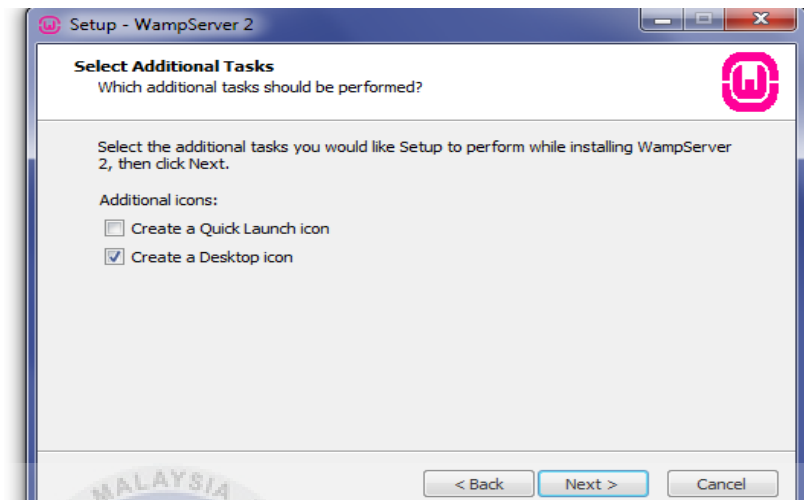 Setup - WampServer 2
Select Additional Tasks
Which additional tasks should be performed?
Select the additional tasks you would like Setup to perform while installing WampServer
2, then click Next.
Additional icons:
Create a Quick Launch icon
Create a Desktop icon
< Back
Next >
Cancel
MALAYSIA